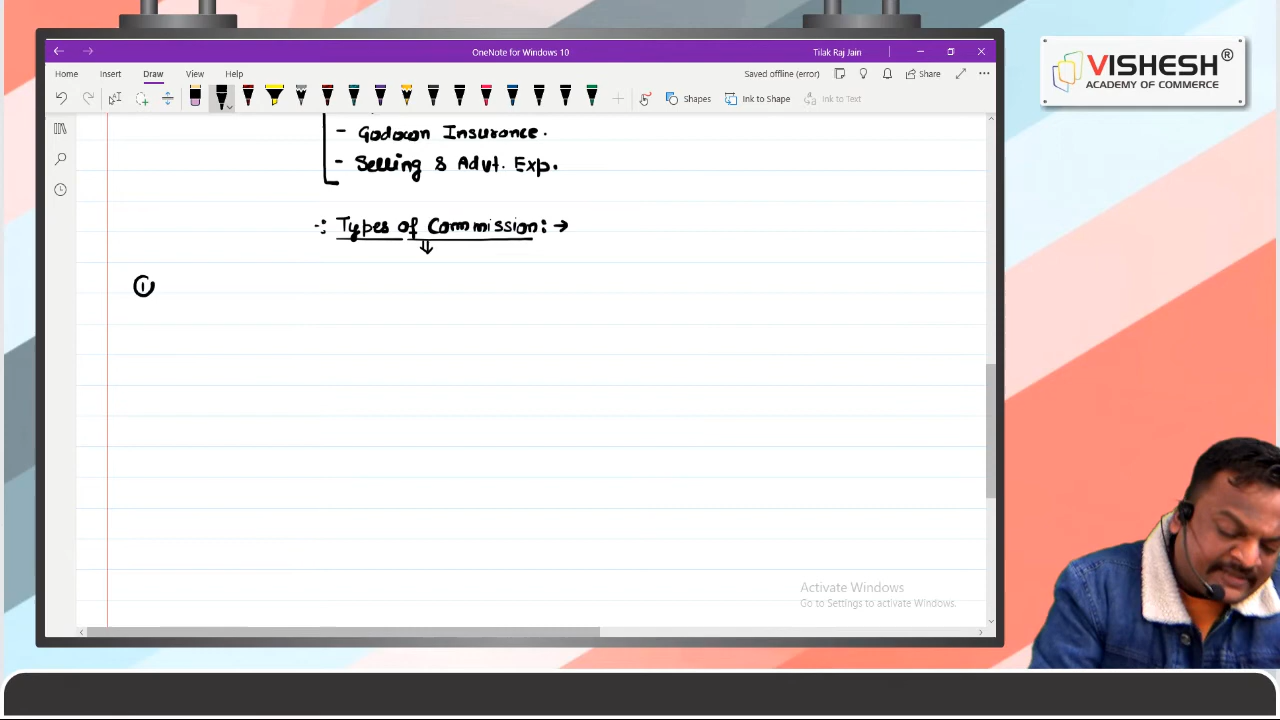 OneNote for Windows 10
Tilak Raj Jain
Home Insert Draw View Help
Saved offline (error)
Share
Shapes
Ink to Shape
Ink to Text
VISHESH®
ACADEMY OF COMMERCE
- Godown Insurance.
- Selling & Advt. Exp.
-: Types of Commission :→
⇓
①
Activate Windows
Go to Settings to activate Windows.